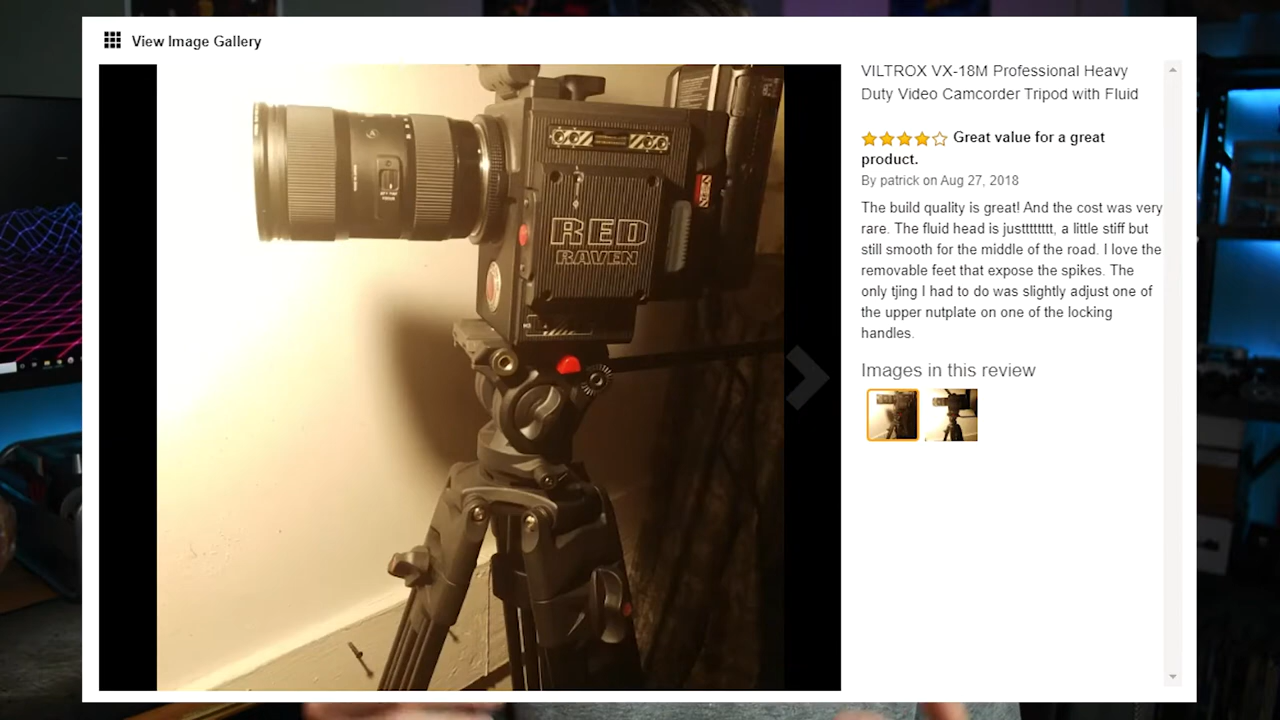 View Image Gallery
VILTROX VX-18M Professional Heavy
Duty Video Camcorder Tripod with Fluid
Great value for a great
product.
By patrick on Aug 27, 2018
The build quality is great! And the cost was very
rare. The fluid head is justtttttttt, a little stiff but
still smooth for the middle of the road. I love the
removable feet that expose the spikes. The
only tjing I had to do was slightly adjust one of
the upper nutplate on one of the locking
handles.
Images in this review
RED
RAVEN